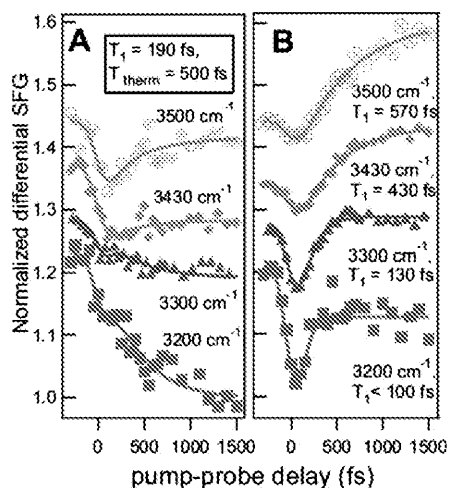 A
B
T₁ = 190 fs,
T therm = 500 fs
3500 cm⁻¹
3430 cm⁻¹
3300 cm⁻¹
3200 cm⁻¹
3500 cm⁻¹,
T₁ = 570 fs
3430 cm⁻¹
T₁ = 430 fs
3300 cm⁻¹,
T₁ = 130 fs
3200 cm⁻¹
T₁< 100 fs
Normalized differential SFG
1.6
1.5
1.4
1.3
1.2
1.1
1.0
0 500 1000 1500 0 500 1000 1500
pump-probe delay (fs)